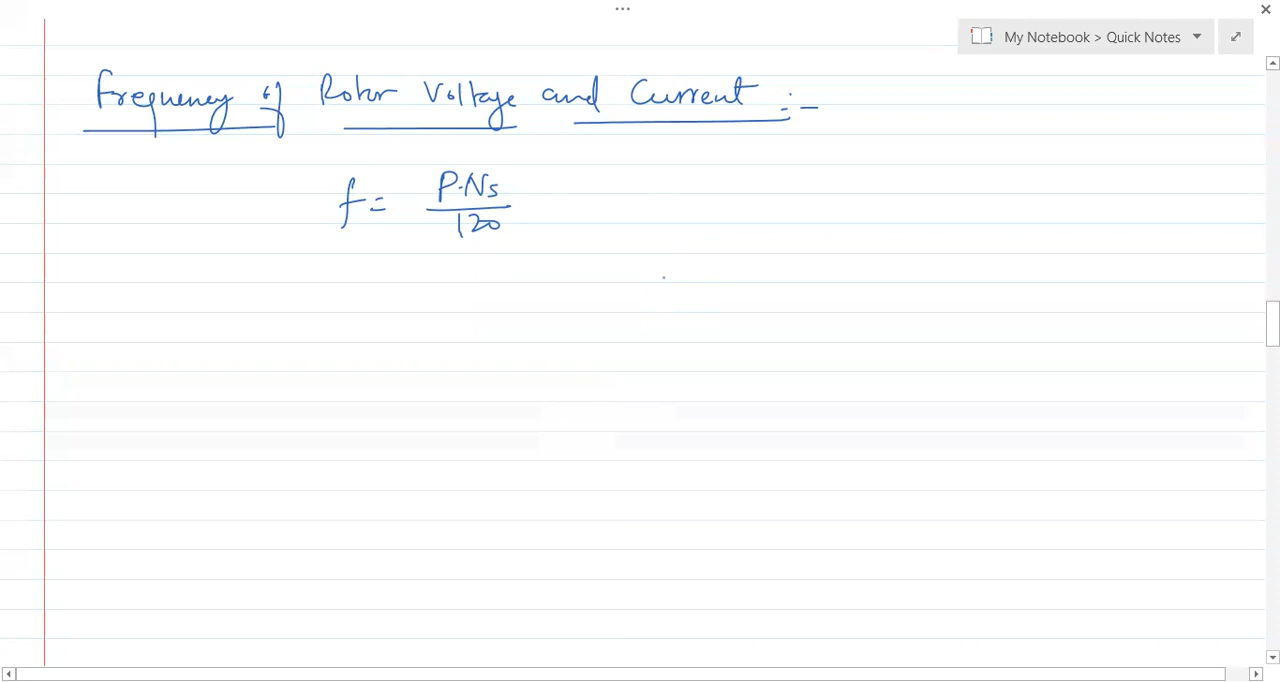 ...
My Notebook > Quick Notes
Frequency of Rotor Voltage and Current :-
f = P.Ns
120